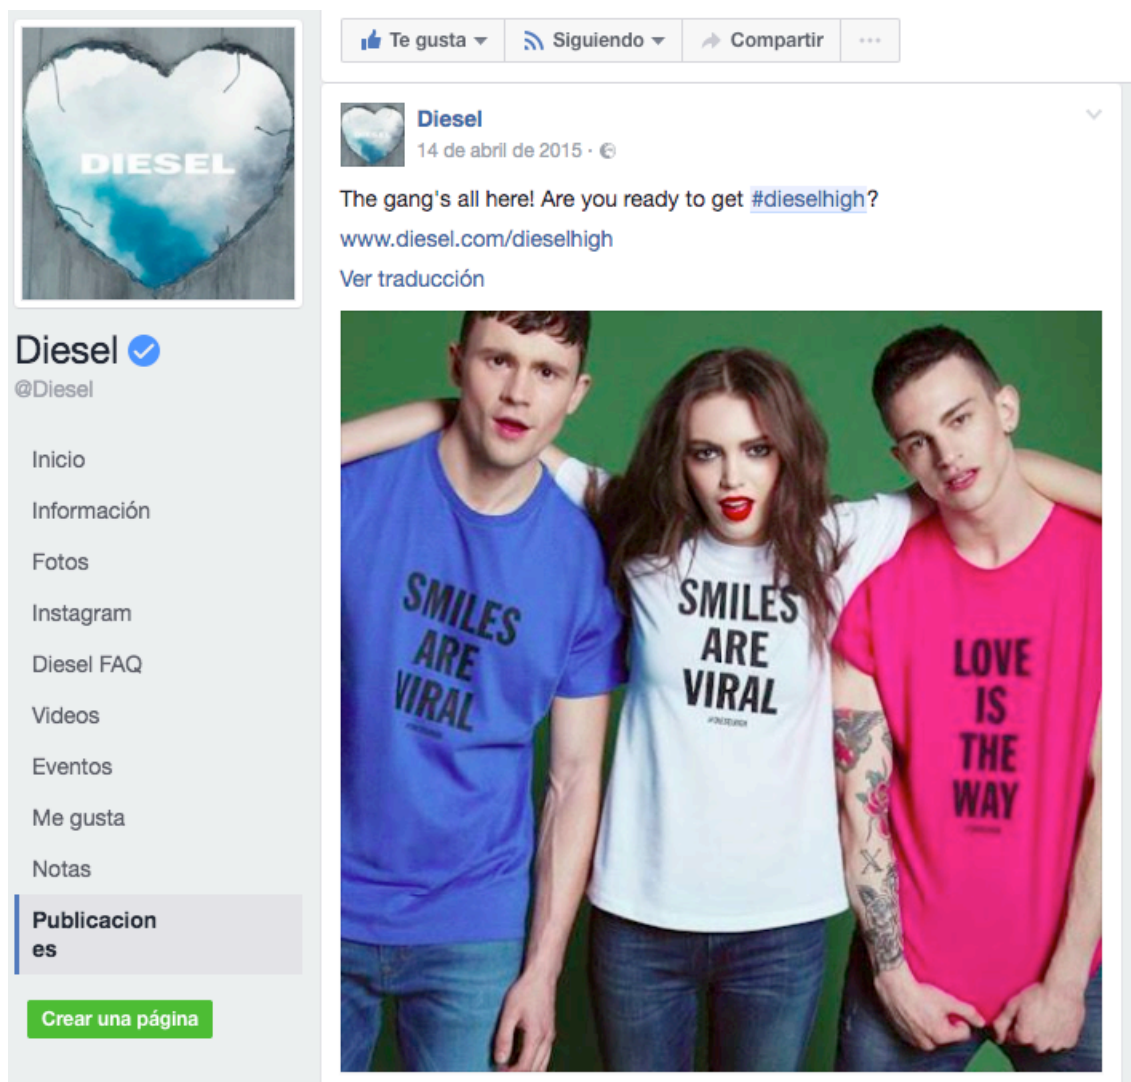 Te gusta
Siguiendo
Compartir
DIESEL
Diesel
@Diesel
Inicio
Información
Fotos
Instagram
Diesel FAQ
Videos
Eventos
Me gusta
Notas
Publicacion
es
Crear una página
Diesel
14 de abril de 2015 ·
The gang's all here! Are you ready to get #dieselhigh?
www.diesel.com/dieselhigh
Ver traducción
SMILES
ARE
VIRAL
SMILES
ARE
VIRAL
#DIESELHIGH
LOVE
IS
THE
WAY